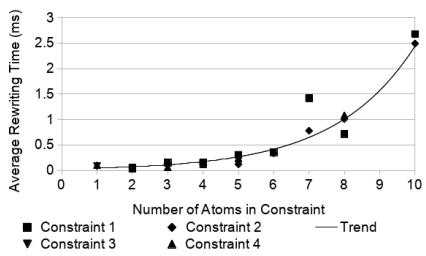 3
2.5
2
1.5
1
0.5
0
0 1 2 3 4 5 6 7 8 9 10
Average Rewriting Time (ms)
Number of Atoms in Constraint
Constraint 1 Constraint 2 Trend
Constraint 3 Constraint 4